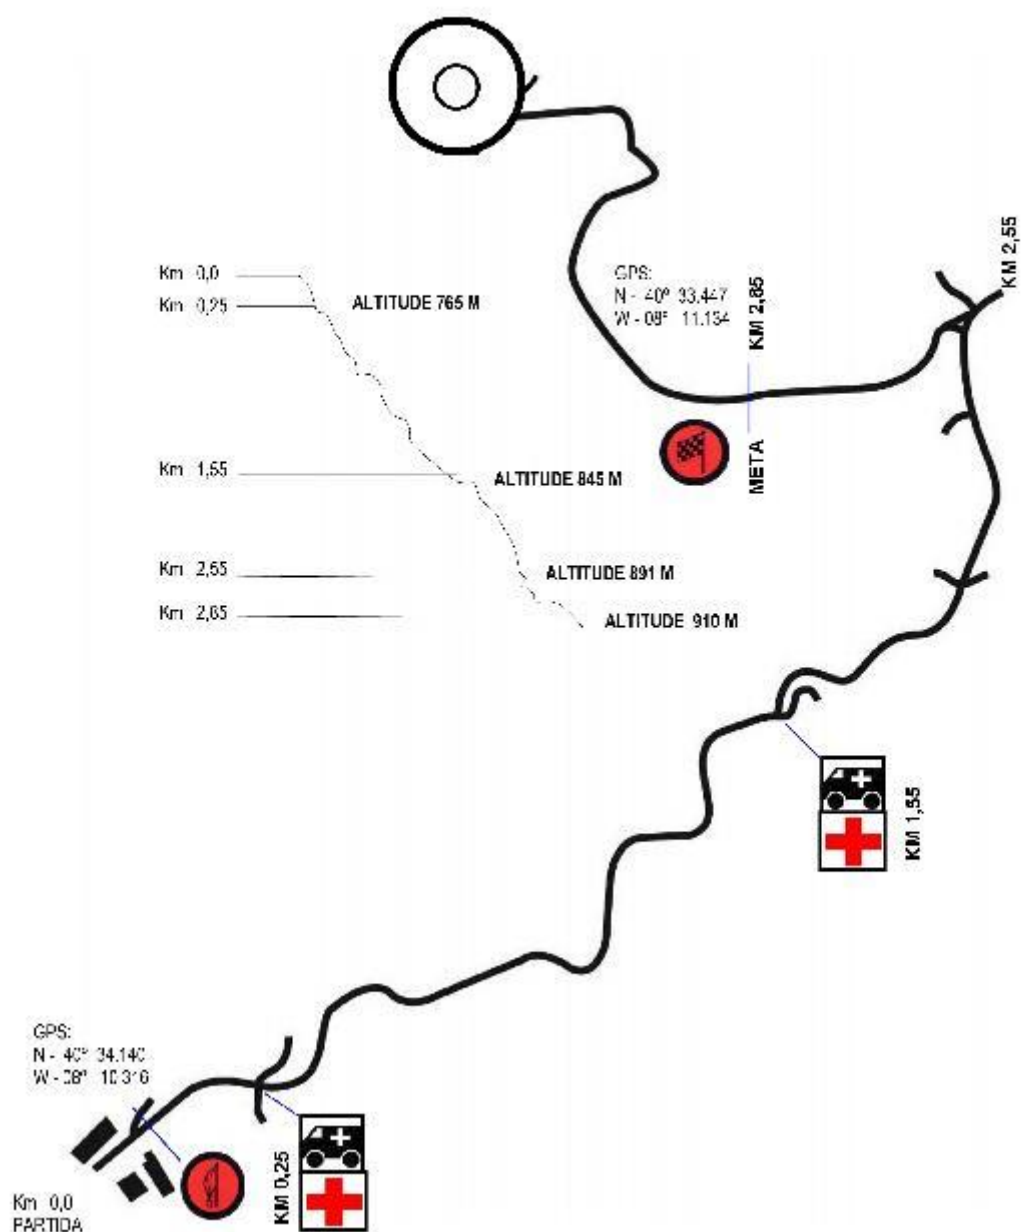 Km 0,0
Km 0,25
ALTITUDE 765 M
GPS:
N - 40º 33.447
W - 08º 11.134
KM 2,85
KM 2,55
META
Km 1,55
ALTITUDE 845 M
Km 2,55
ALTITUDE 891 M
Km 2,85
ALTITUDE 910 M
KM 1,55
GPS:
N - 40º 34.140
W - 08º 10.316
KM 0,25
Km 0,0
PARTIDA